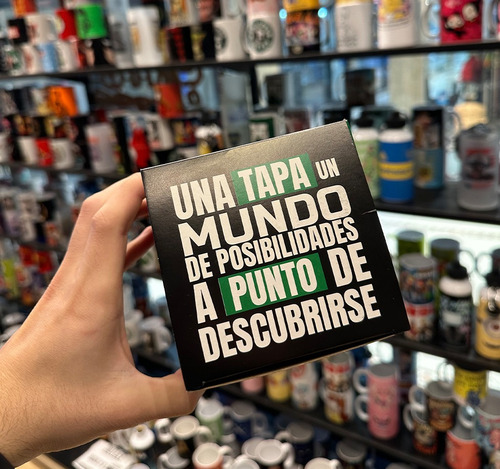 UNA TAPA UN
MUNDO
DE POSIBILIDADES
A PUNTO DE
DESCUBRIRSE